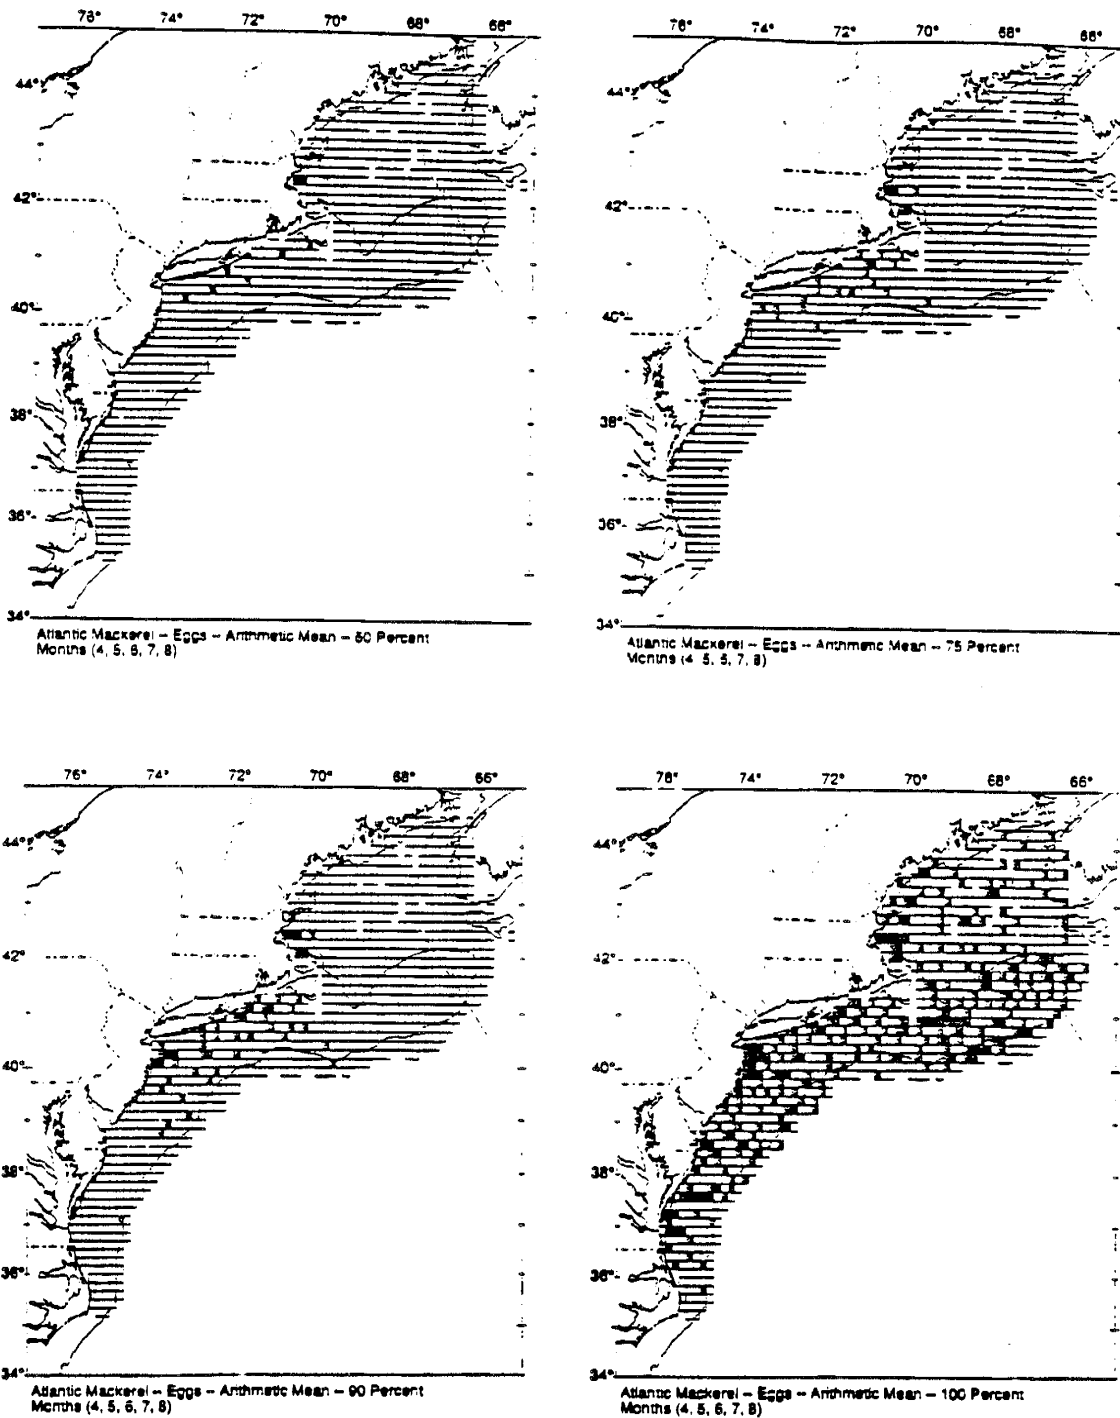 76° 74° 72° 70° 68° 66°
44°
42°
40°
38°
36°
34°
Atlantic Mackerel – Eggs – Arithmetic Mean – 50 Percent
Months (4, 5, 6, 7, 8)
76° 74° 72° 70° 68° 66°
44°
42°
40°
38°
36°
34°
Atlantic Mackerel – Eggs – Arithmetic Mean – 75 Percent
Months (4, 5, 6, 7, 8)
76° 74° 72° 70° 68° 66°
44°
42°
40°
38°
36°
34°
Atlantic Mackerel – Eggs – Arithmetic Mean – 90 Percent
Months (4, 5, 6, 7, 8)
76° 74° 72° 70° 68° 66°
44°
42°
40°
38°
36°
34°
Atlantic Mackerel – Eggs – Arithmetic Mean – 100 Percent
Months (4, 5, 6, 7, 8)